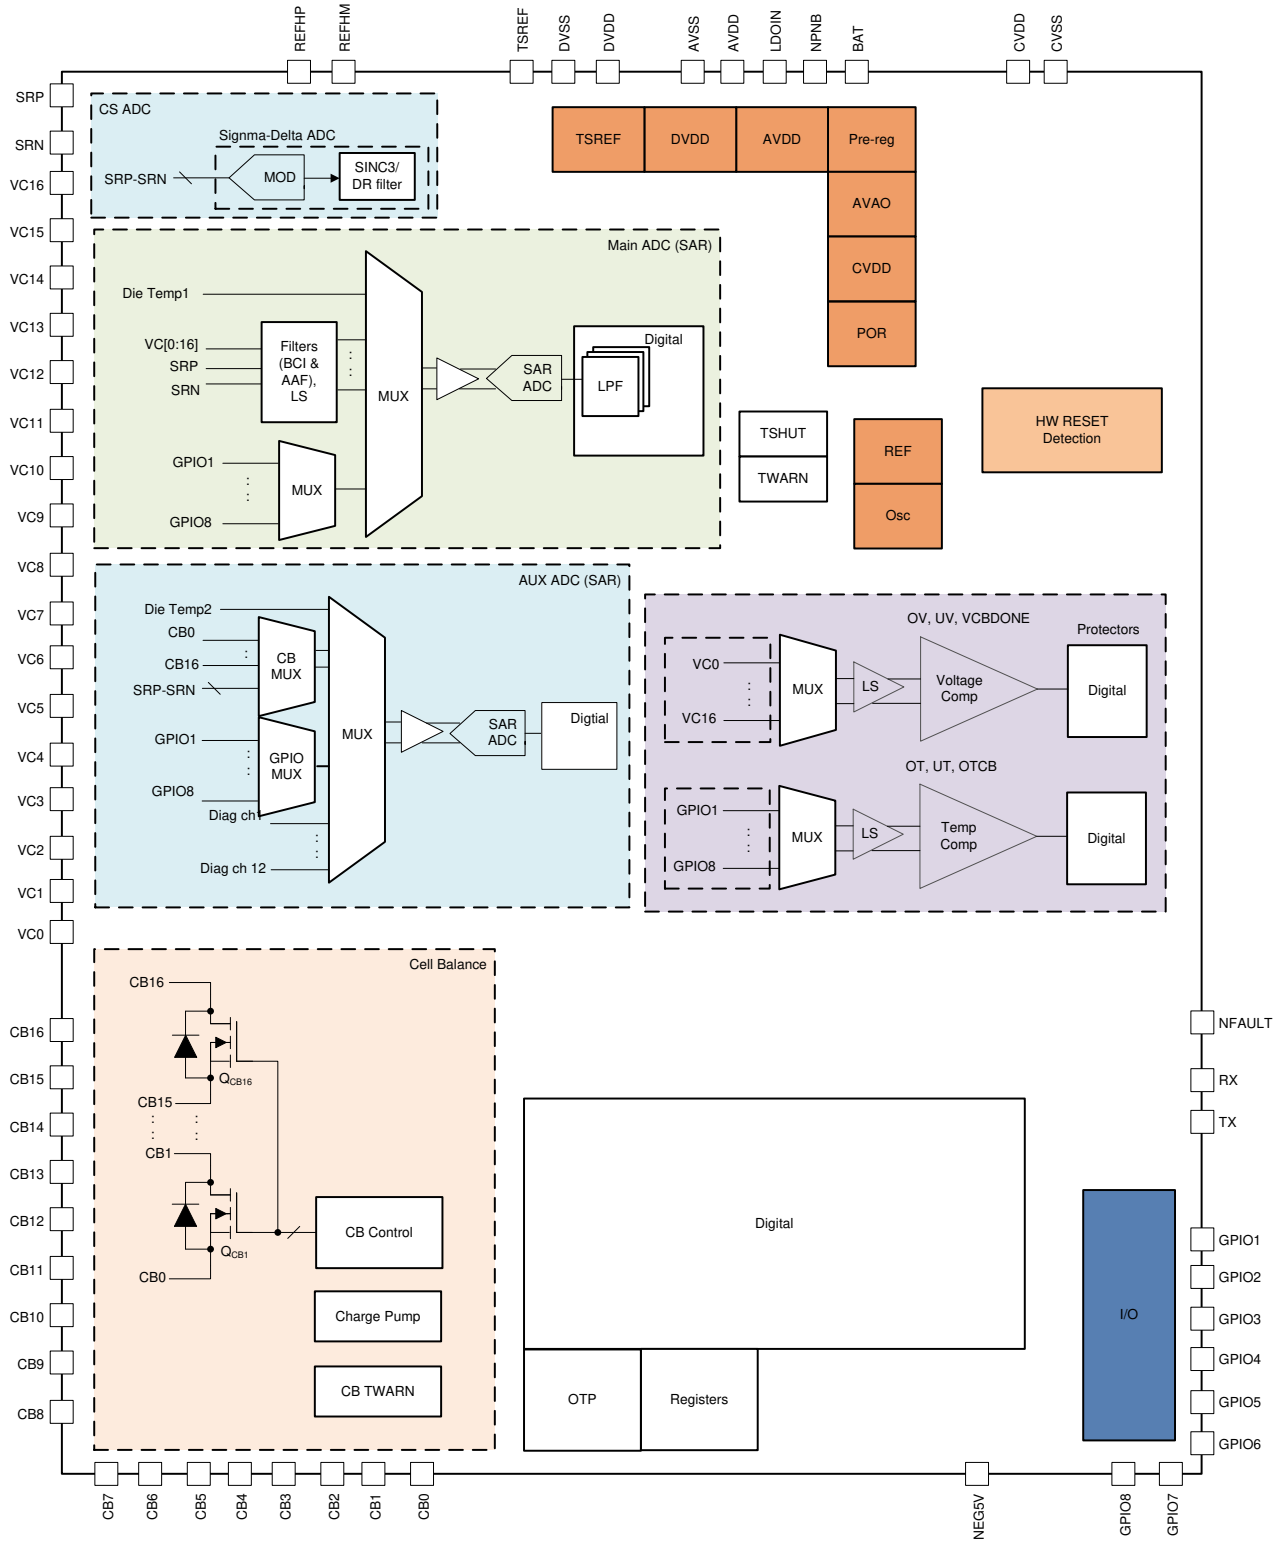 REFHP
REFHM
TSREF
DVSS
DVDD
AVSS
AVDD
LDOIN
NPNB
BAT
CVDD
CVSS
SRP
SRN
VC16
VC15
VC14
VC13
VC12
VC11
VC10
VC9
VC8
VC7
VC6
VC5
VC4
VC3
VC2
VC1
VC0
CB16
CB15
CB14
CB13
CB12
CB11
CB10
CB9
CB8
CS ADC
Signma-Delta ADC
SRP-SRN
MOD
SINC3/
DR filter
TSREF
DVDD
AVDD
Pre-reg
AVAO
CVDD
POR
Main ADC (SAR)
Die Temp1
VC[0:16]
SRP
SRN
Filters
(BCI &
AAF),
LS
MUX
SAR
ADC
Digital
LPF
GPIO1
GPIO8
MUX
TSHUT
TWARN
REF
Osc
HW RESET
Detection
AUX ADC (SAR)
Die Temp2
CB0
CB16
SRP-SRN
CB
MUX
GPIO1
GPIO8
GPIO
MUX
Diag ch1
Diag ch 12
MUX
SAR
ADC
Digtial
OV, UV, VCBDONE
Protectors
VC0
VC16
MUX
LS
Voltage
Comp
Digital
OT, UT, OTCB
GPIO1
GPIO8
MUX
LS
Temp
Comp
Digital
Cell Balance
CB16
QCB16
CB15
CB1
QCB1
CB0
CB Control
Charge Pump
CB TWARN
Digital
OTP
Registers
I/O
NFAULT
RX
TX
GPIO1
GPIO2
GPIO3
GPIO4
GPIO5
GPIO6
CB7
CB6
CB5
CB4
CB3
CB2
CB1
CB0
NEG5V
GPIO8
GPIO7